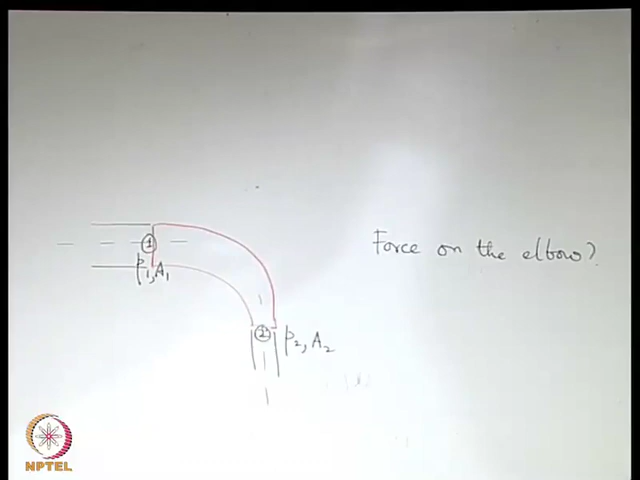 Force on the elbow?
1
p1, A1
2
p2, A2
NPTEL